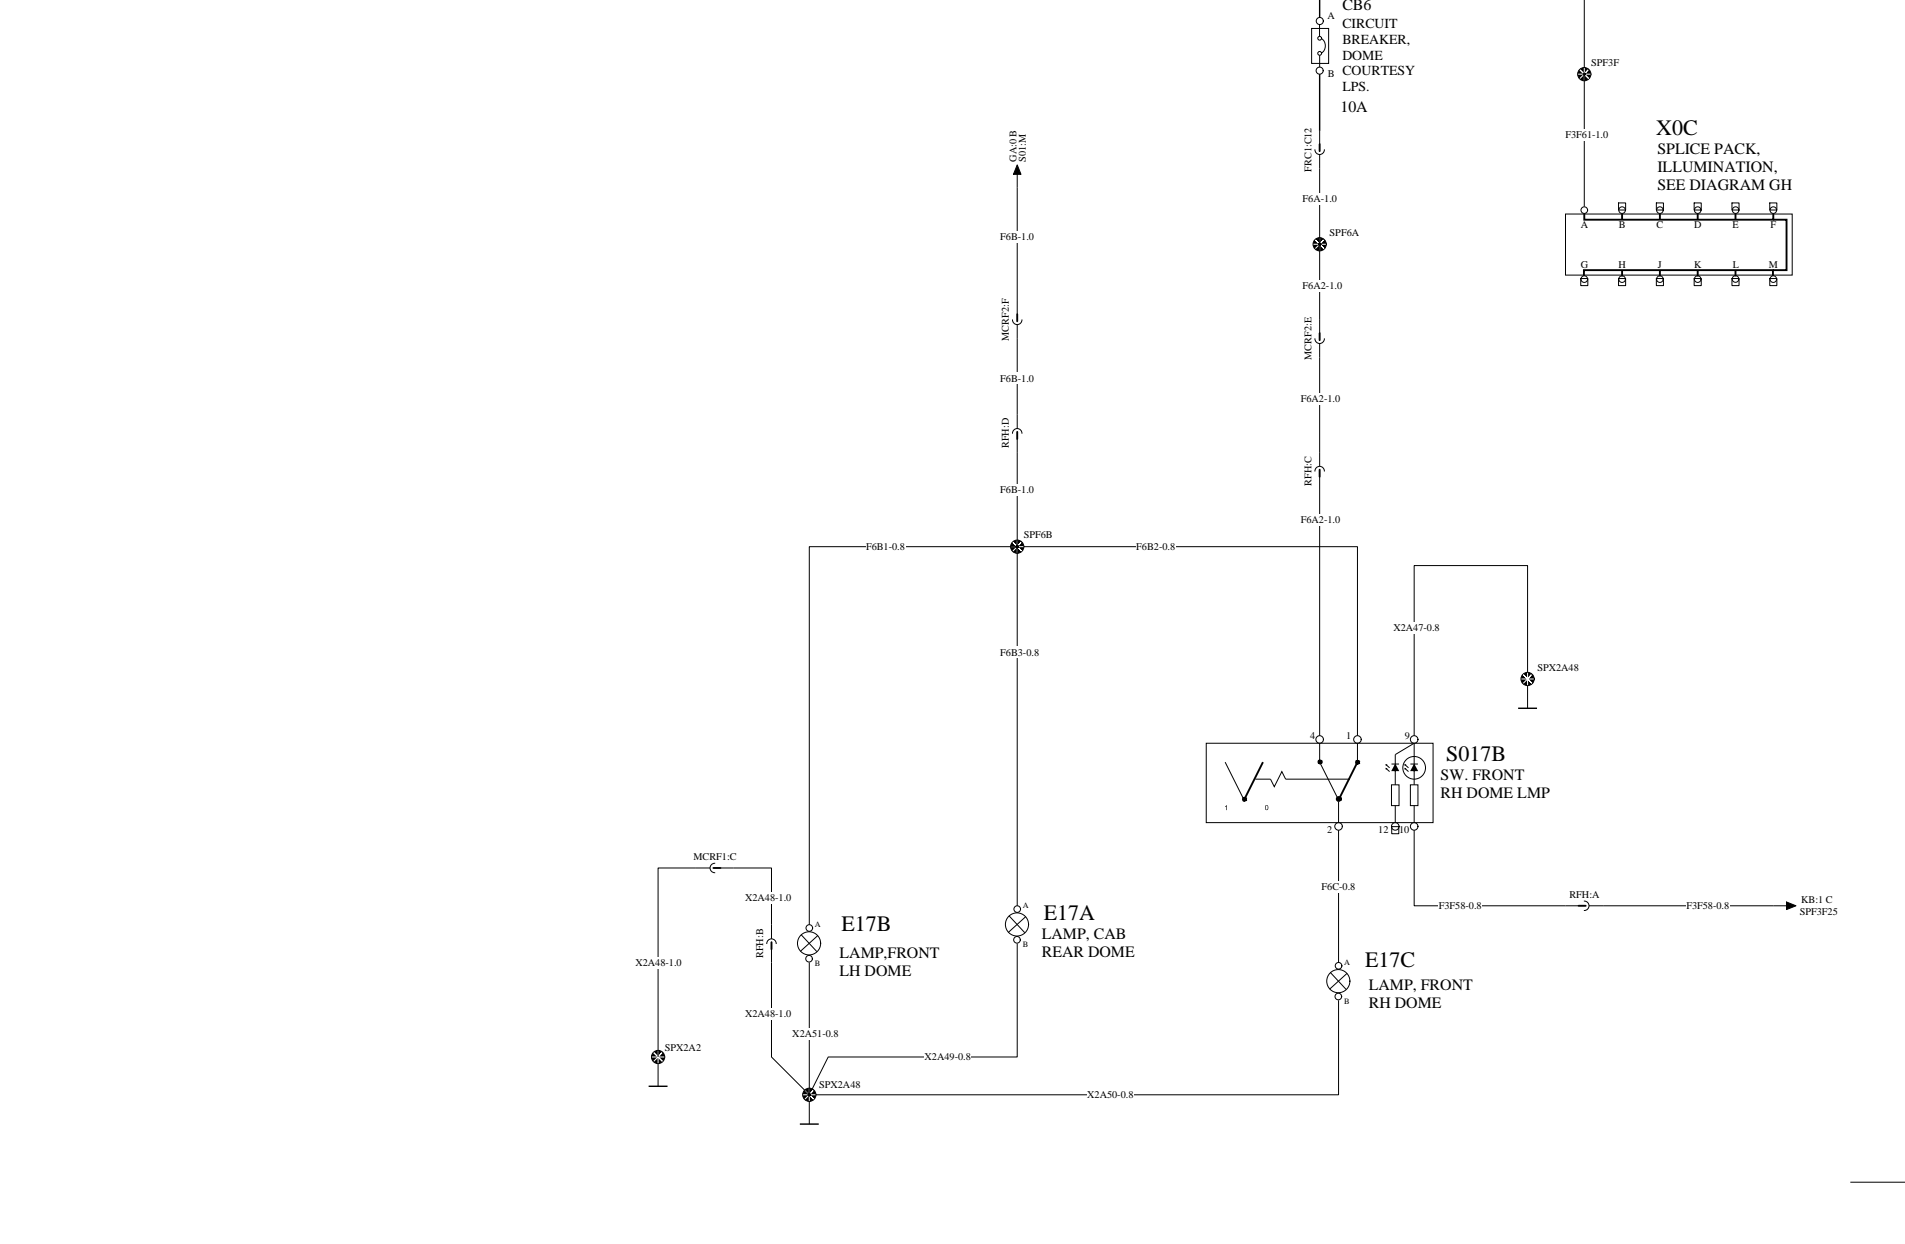 CB6
CIRCUIT
BREAKER,
DOME
COURTESY
LPS.
10A
A
B
SPF3F
F3F61-1.0
X0C
SPLICE PACK,
ILLUMINATION,
SEE DIAGRAM GH
A B C D E F
G H J K L M
GA:0 B
S01:M
FRC1:C12
F6A-1.0
SPF6A
F6B-1.0
F6A2-1.0
MCRF2:F
MCRF2:E
F6B-1.0
F6A2-1.0
RFH:D
RFH:C
F6B-1.0
F6A2-1.0
SPF6B
F6B1-0.8
F6B2-0.8
X2A47-0.8
F6B3-0.8
SPX2A48
4 1 9
S017B
SW. FRONT
RH DOME LMP
1 0
2 12 10
MCRF1:C
F6C-0.8
X2A48-1.0
RFH:A
F3F58-0.8
F3F58-0.8
KB:1 C
SPF3F25
A
E17B
LAMP,FRONT
LH DOME
B
A
E17A
LAMP, CAB
REAR DOME
B
RFH:B
X2A48-1.0
A
E17C
LAMP, FRONT
RH DOME
B
X2A48-1.0
X2A51-0.8
SPX2A2
X2A49-0.8
SPX2A48
X2A50-0.8